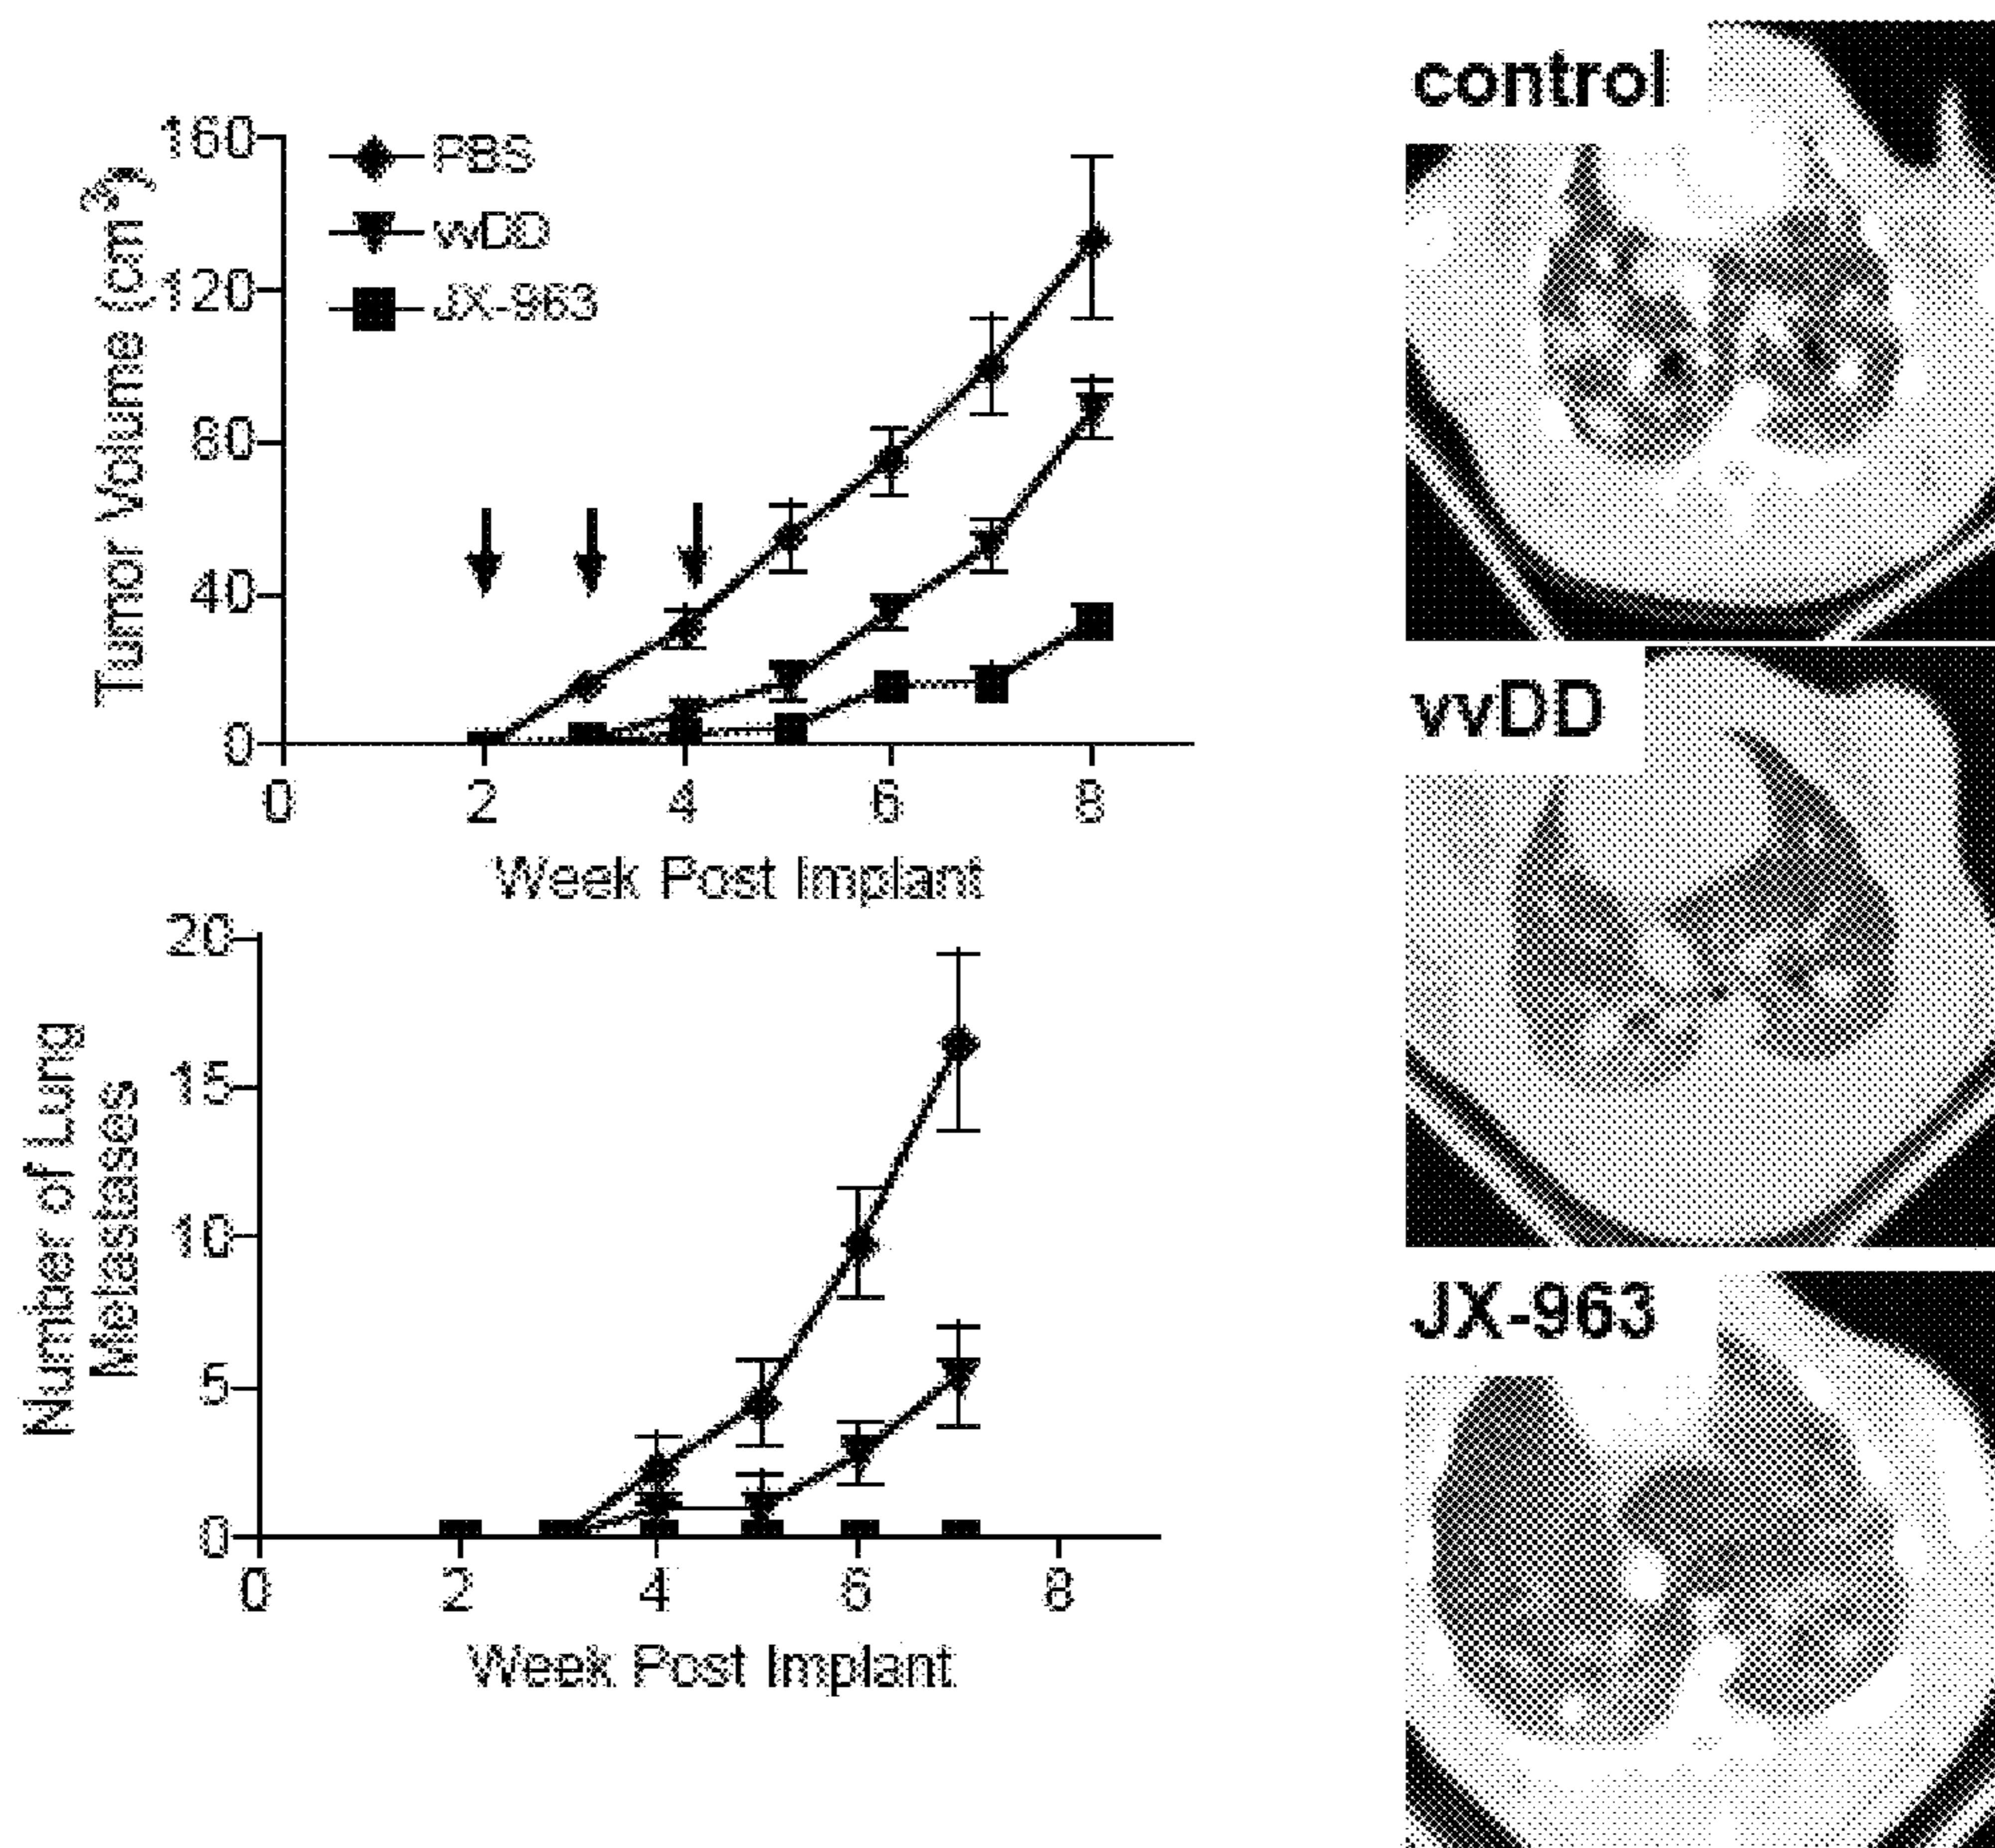 160
120
80
40
0
Tumor Volume (cm³)
PBS
vvDD
JX-963
0 2 4 6 8
Week Post Implant
20
15
10
5
0
Number of Lung
Metastases
0 2 4 6 8
Week Post Implant
control
vvDD
JX-963